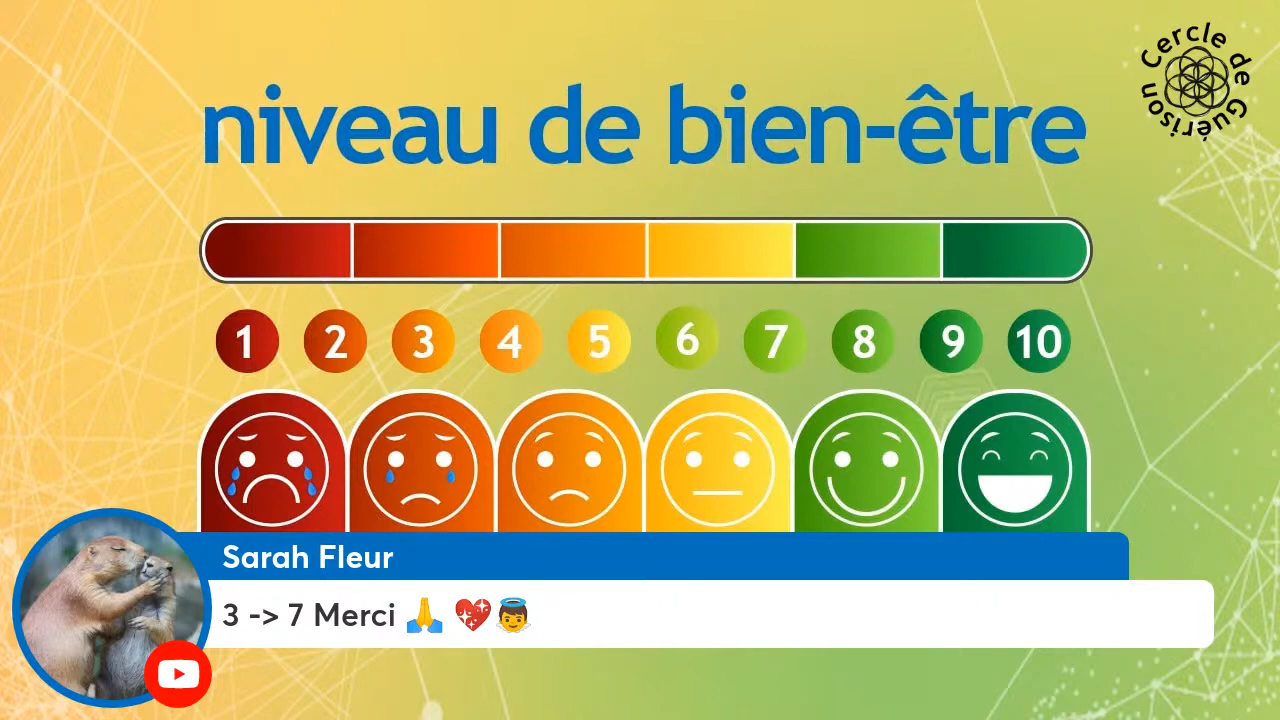 Cercle de Guérison
niveau de bien-être
1 2 3 4 5 6 7 8 9 10
Sarah Fleur
3 -> 7 Merci 🙏 💖👼